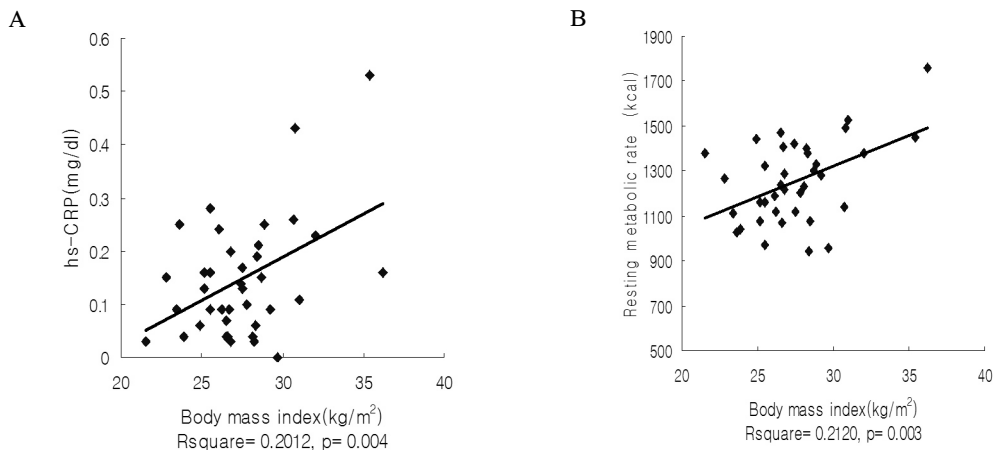 A
hs-CRP(mg/dl)
0.6
0.5
0.4
0.3
0.2
0.1
0
20 25 30 35 40
Body mass index(kg/m²)
Rsquare= 0.2012, p= 0.004
B
Resting metabolic rate (kcal)
1900
1700
1500
1300
1100
900
700
500
20 25 30 35 40
Body mass index(kg/m²)
Rsquare= 0.2120, p= 0.003